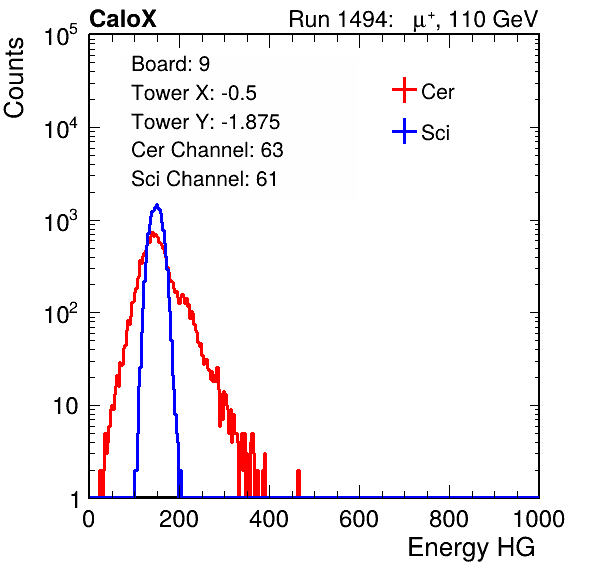 CaloX Run 1494: μ⁺, 110 GeV
Counts
10⁵
10⁴
10³
10²
10
1
Board: 9
Tower X: -0.5
Tower Y: -1.875
Cer Channel: 63
Sci Channel: 61
Cer
Sci
0 200 400 600 800 1000
Energy HG